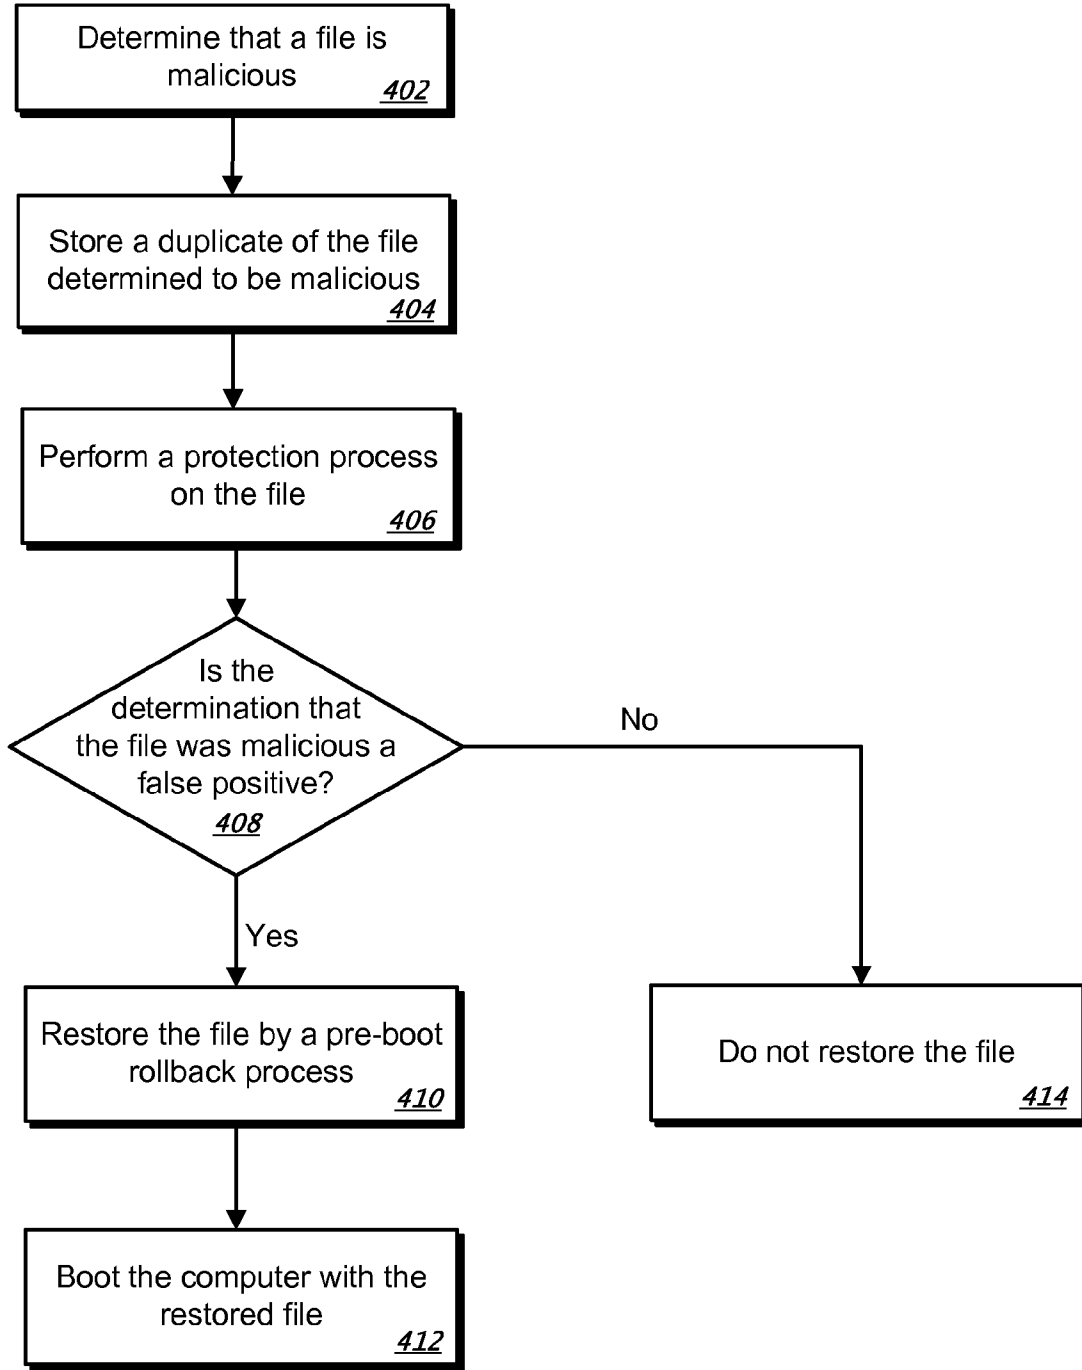 Determine that a file is
malicious
402
Store a duplicate of the file
determined to be malicious
404
Perform a protection process
on the file
406
Is the
determination that
the file was malicious a
false positive?
408
No
Yes
Restore the file by a pre-boot
rollback process
410
Do not restore the file
414
Boot the computer with the
restored file
412